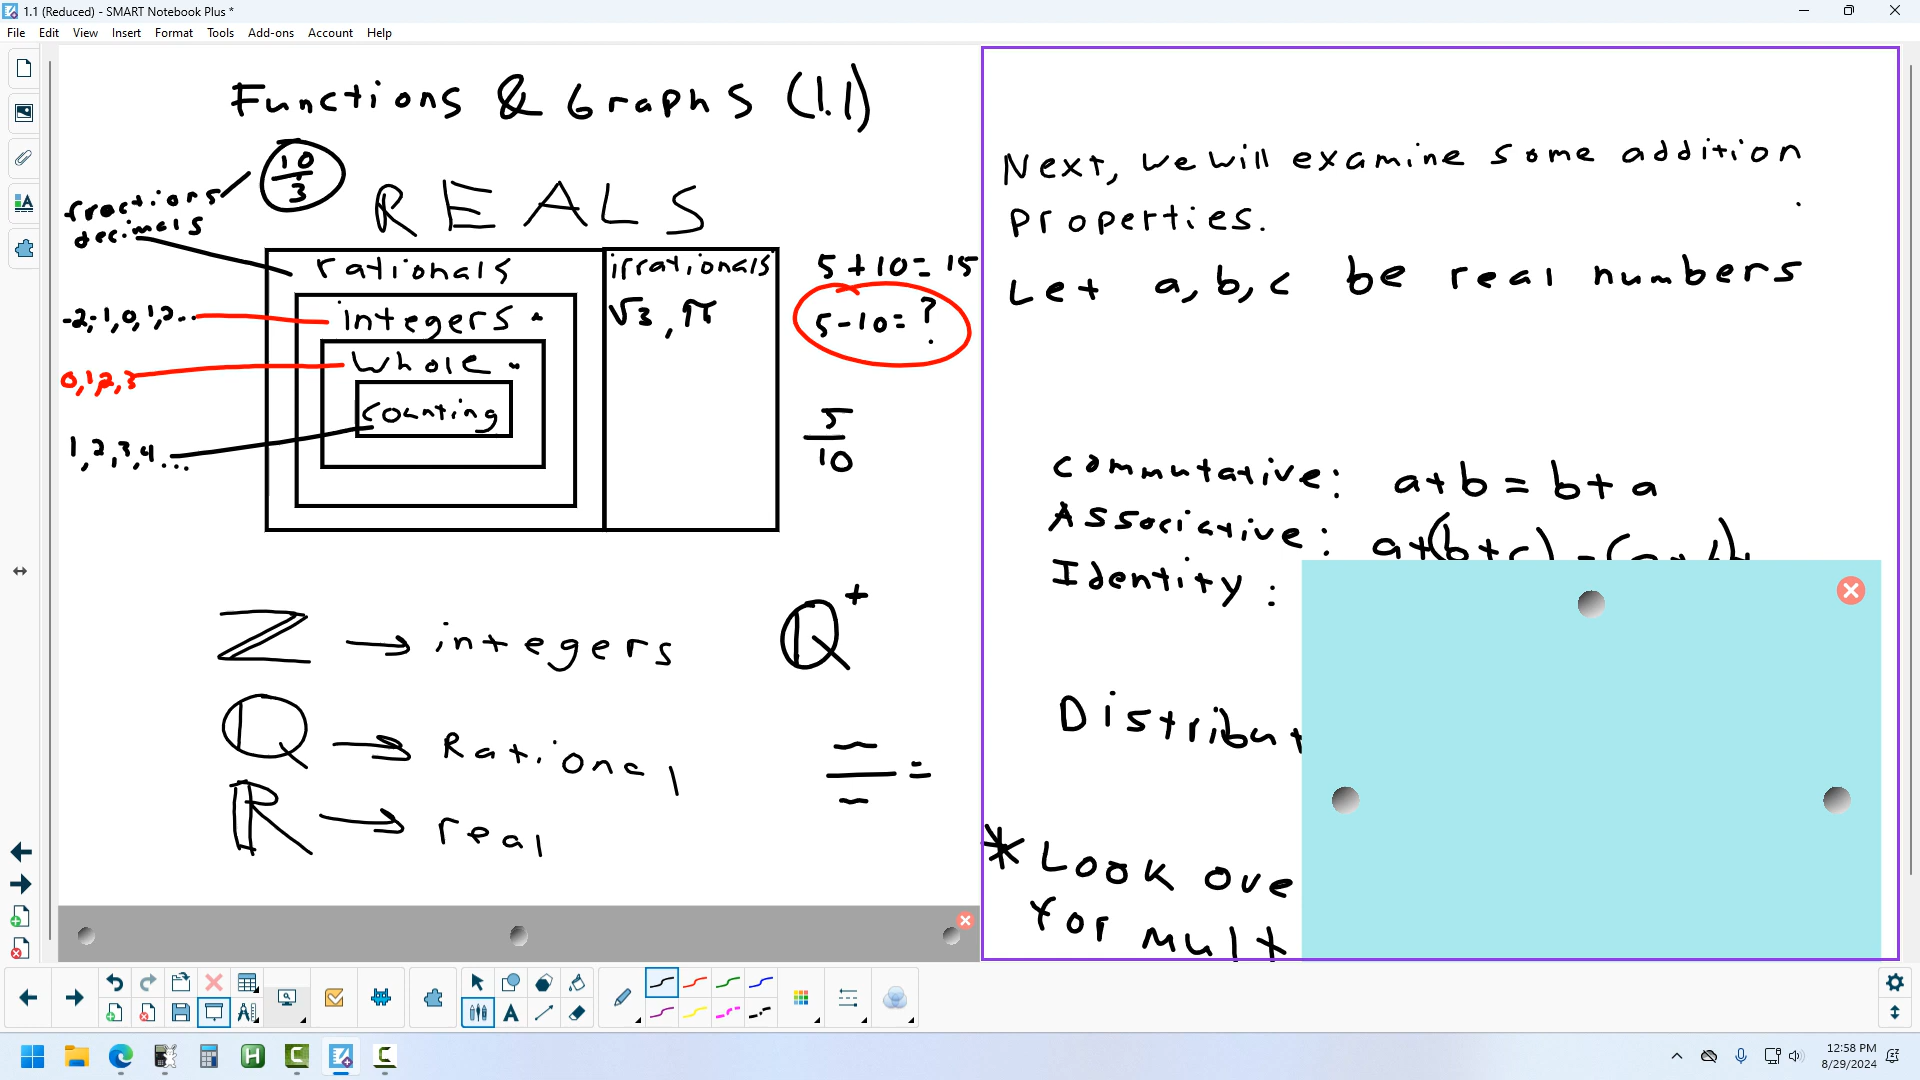 1.1 (Reduced) - SMART Notebook Plus *
File Edit View Insert Format Tools Add-ons Account Help
Functions & Graphs (1.1)
10
3
fractions
decimals
REALS
rationals
irrationals
√3, π
-2,-1,0,1,2..
integers
0,1,2,3
whole
counting
1,2,3,4...
5+10=15
5-10=?
5
10
ℤ → integers
Q+
Q → Rational
=
ℝ → real
Next, we will examine some addition
properties.
Let a,b,c be real numbers
Commutative: a+b = b+a
Associative: a+(b+c) =
Identity:
Distribut
* Look ove
for mult
12:58 PM
8/29/2024